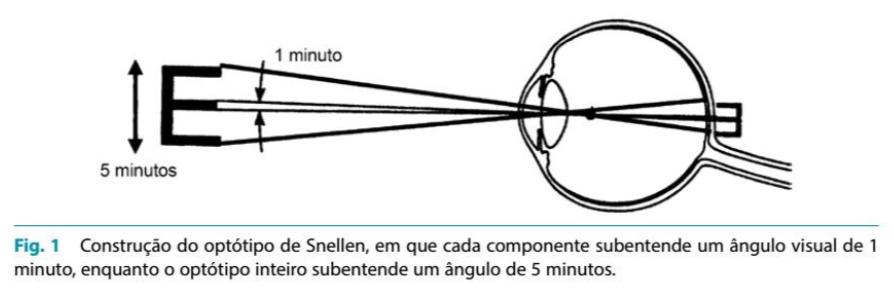 1 minuto
5 minutos
Fig. 1 Construção do optótipo de Snellen, em que cada componente subentende um ângulo visual de 1
minuto, enquanto o optótipo inteiro subentende um ângulo de 5 minutos.